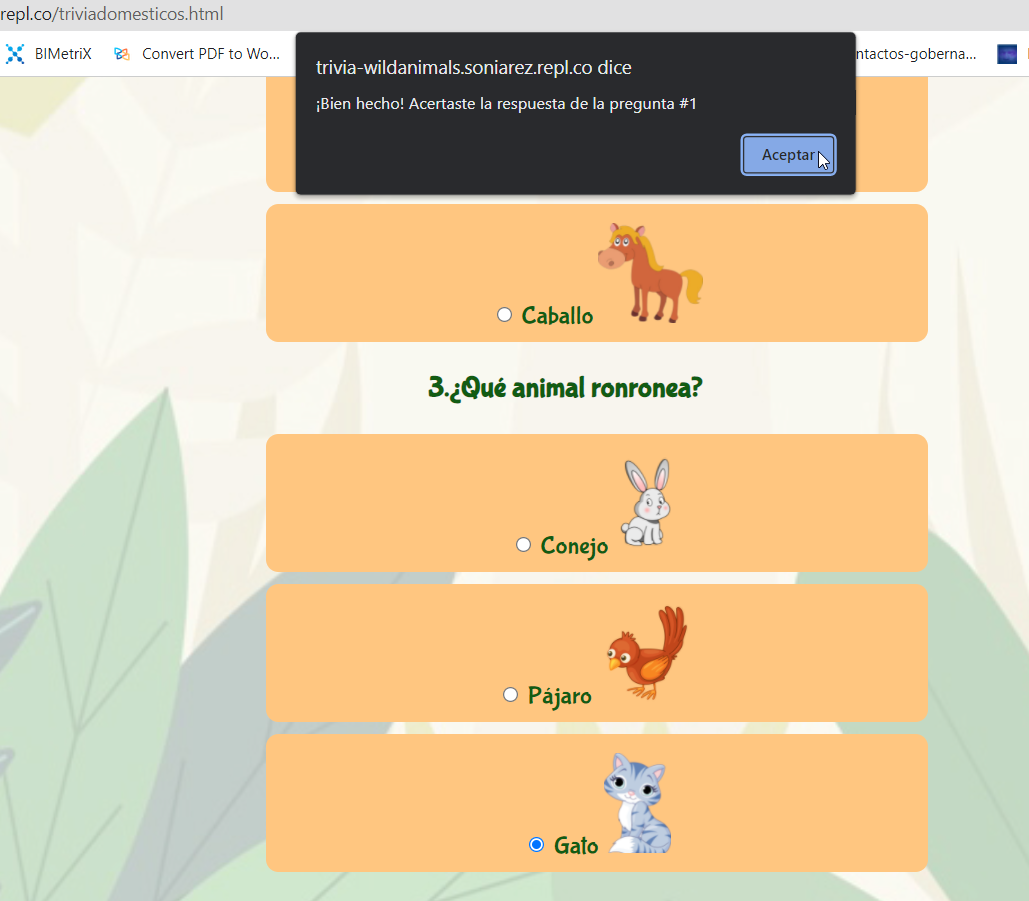 repl.co/triviadomesticos.html
BIMetriX
Convert PDF to Wo...
ntactos-goberna...
trivia-wildanimals.soniarez.repl.co dice
¡Bien hecho! Acertaste la respuesta de la pregunta #1
Aceptar
Caballo
3.¿Qué animal ronronea?
Conejo
Pájaro
Gato